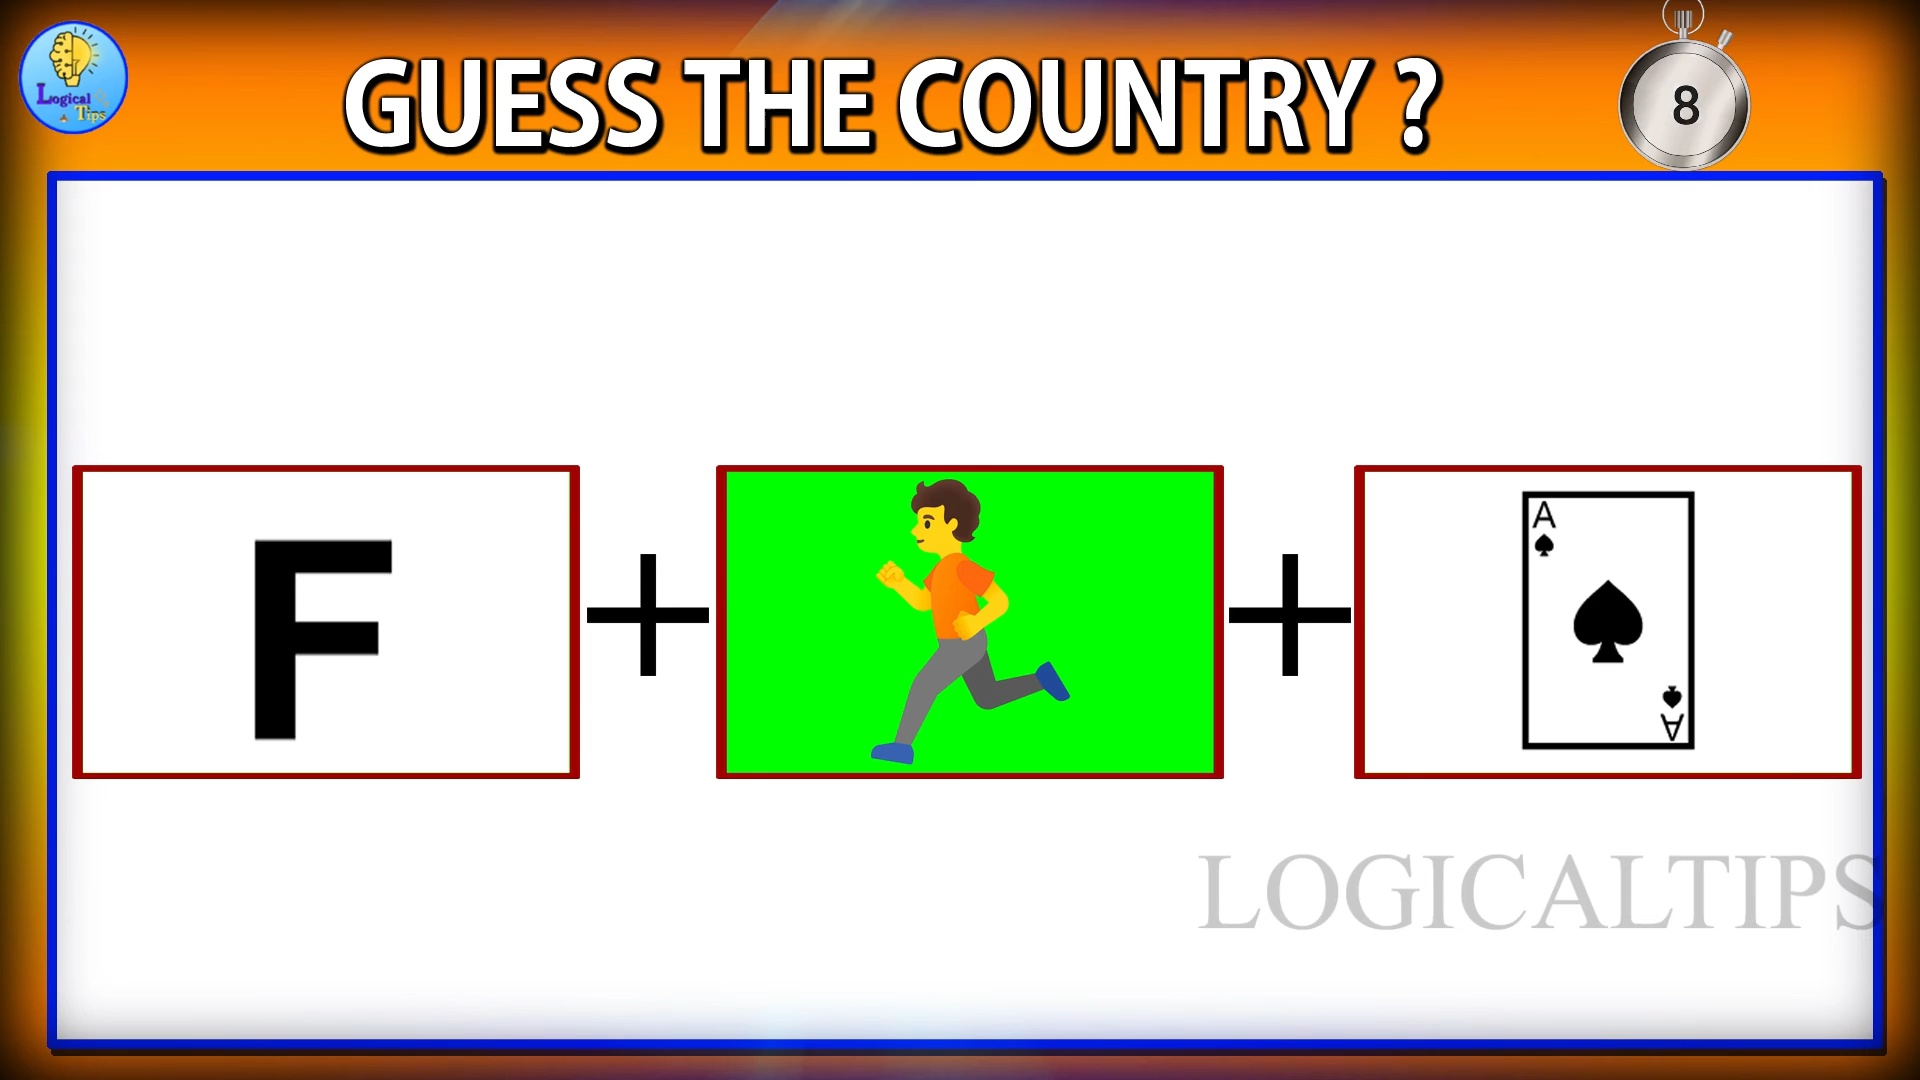 Logical
Tips
GUESS THE COUNTRY ?
8
F
A
A
LOGICALTIPS